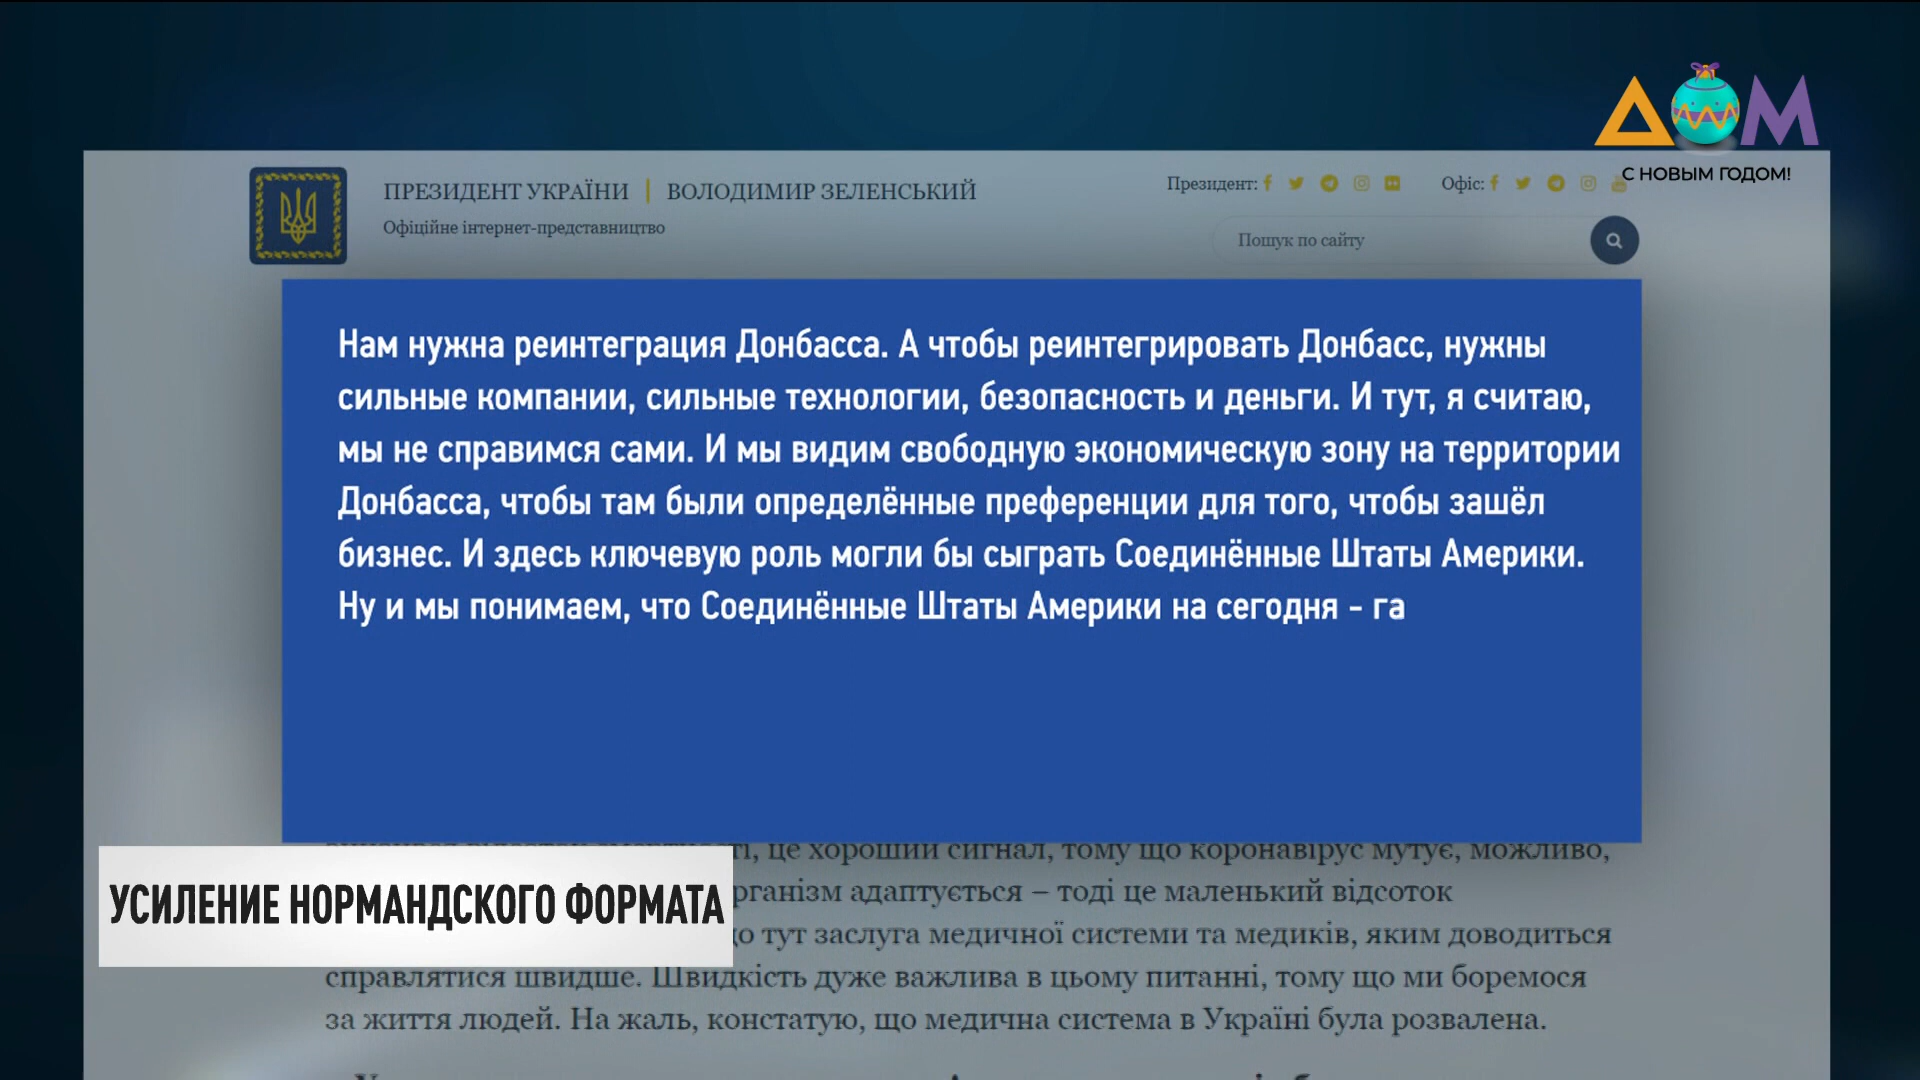 ДОМ
С НОВЫМ ГОДОМ!
ПРЕЗИДЕНТ УКРАЇНИ | ВОЛОДИМИР ЗЕЛЕНСЬКИЙ
Офіційне інтернет-представництво
Президент:
Офіс:
Пошук по сайту
Нам нужна реинтеграция Донбасса. А чтобы реинтегрировать Донбасс, нужны
сильные компании, сильные технологии, безопасность и деньги. И тут, я считаю,
мы не справимся сами. И мы видим свободную экономическую зону на территории
Донбасса, чтобы там были определённые преференции для того, чтобы зашёл
бизнес. И здесь ключевую роль могли бы сыграть Соединённые Штаты Америки.
Ну и мы понимаем, что Соединённые Штаты Америки на сегодня - га
це хороший сигнал, тому що коронавірус мутує, можливо,
адаптується – тоді це маленький відсоток
тут заслуга медичної системи та медиків, яким доводиться
справлятися швидше. Швидкість дуже важлива в цьому питанні, тому що ми боремося
за життя людей. На жаль, констатую, що медична система в Україні була розвалена.
УСИЛЕНИЕ НОРМАНДСКОГО ФОРМАТА